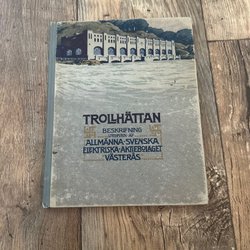 TROLLHÄTTAN
BESKRIFNING
UTGIFVEN AF
ALLMÄNNA·SVENSKA
ELEKTRISKA·AKTIEBOLAGET
VÄSTERÅS